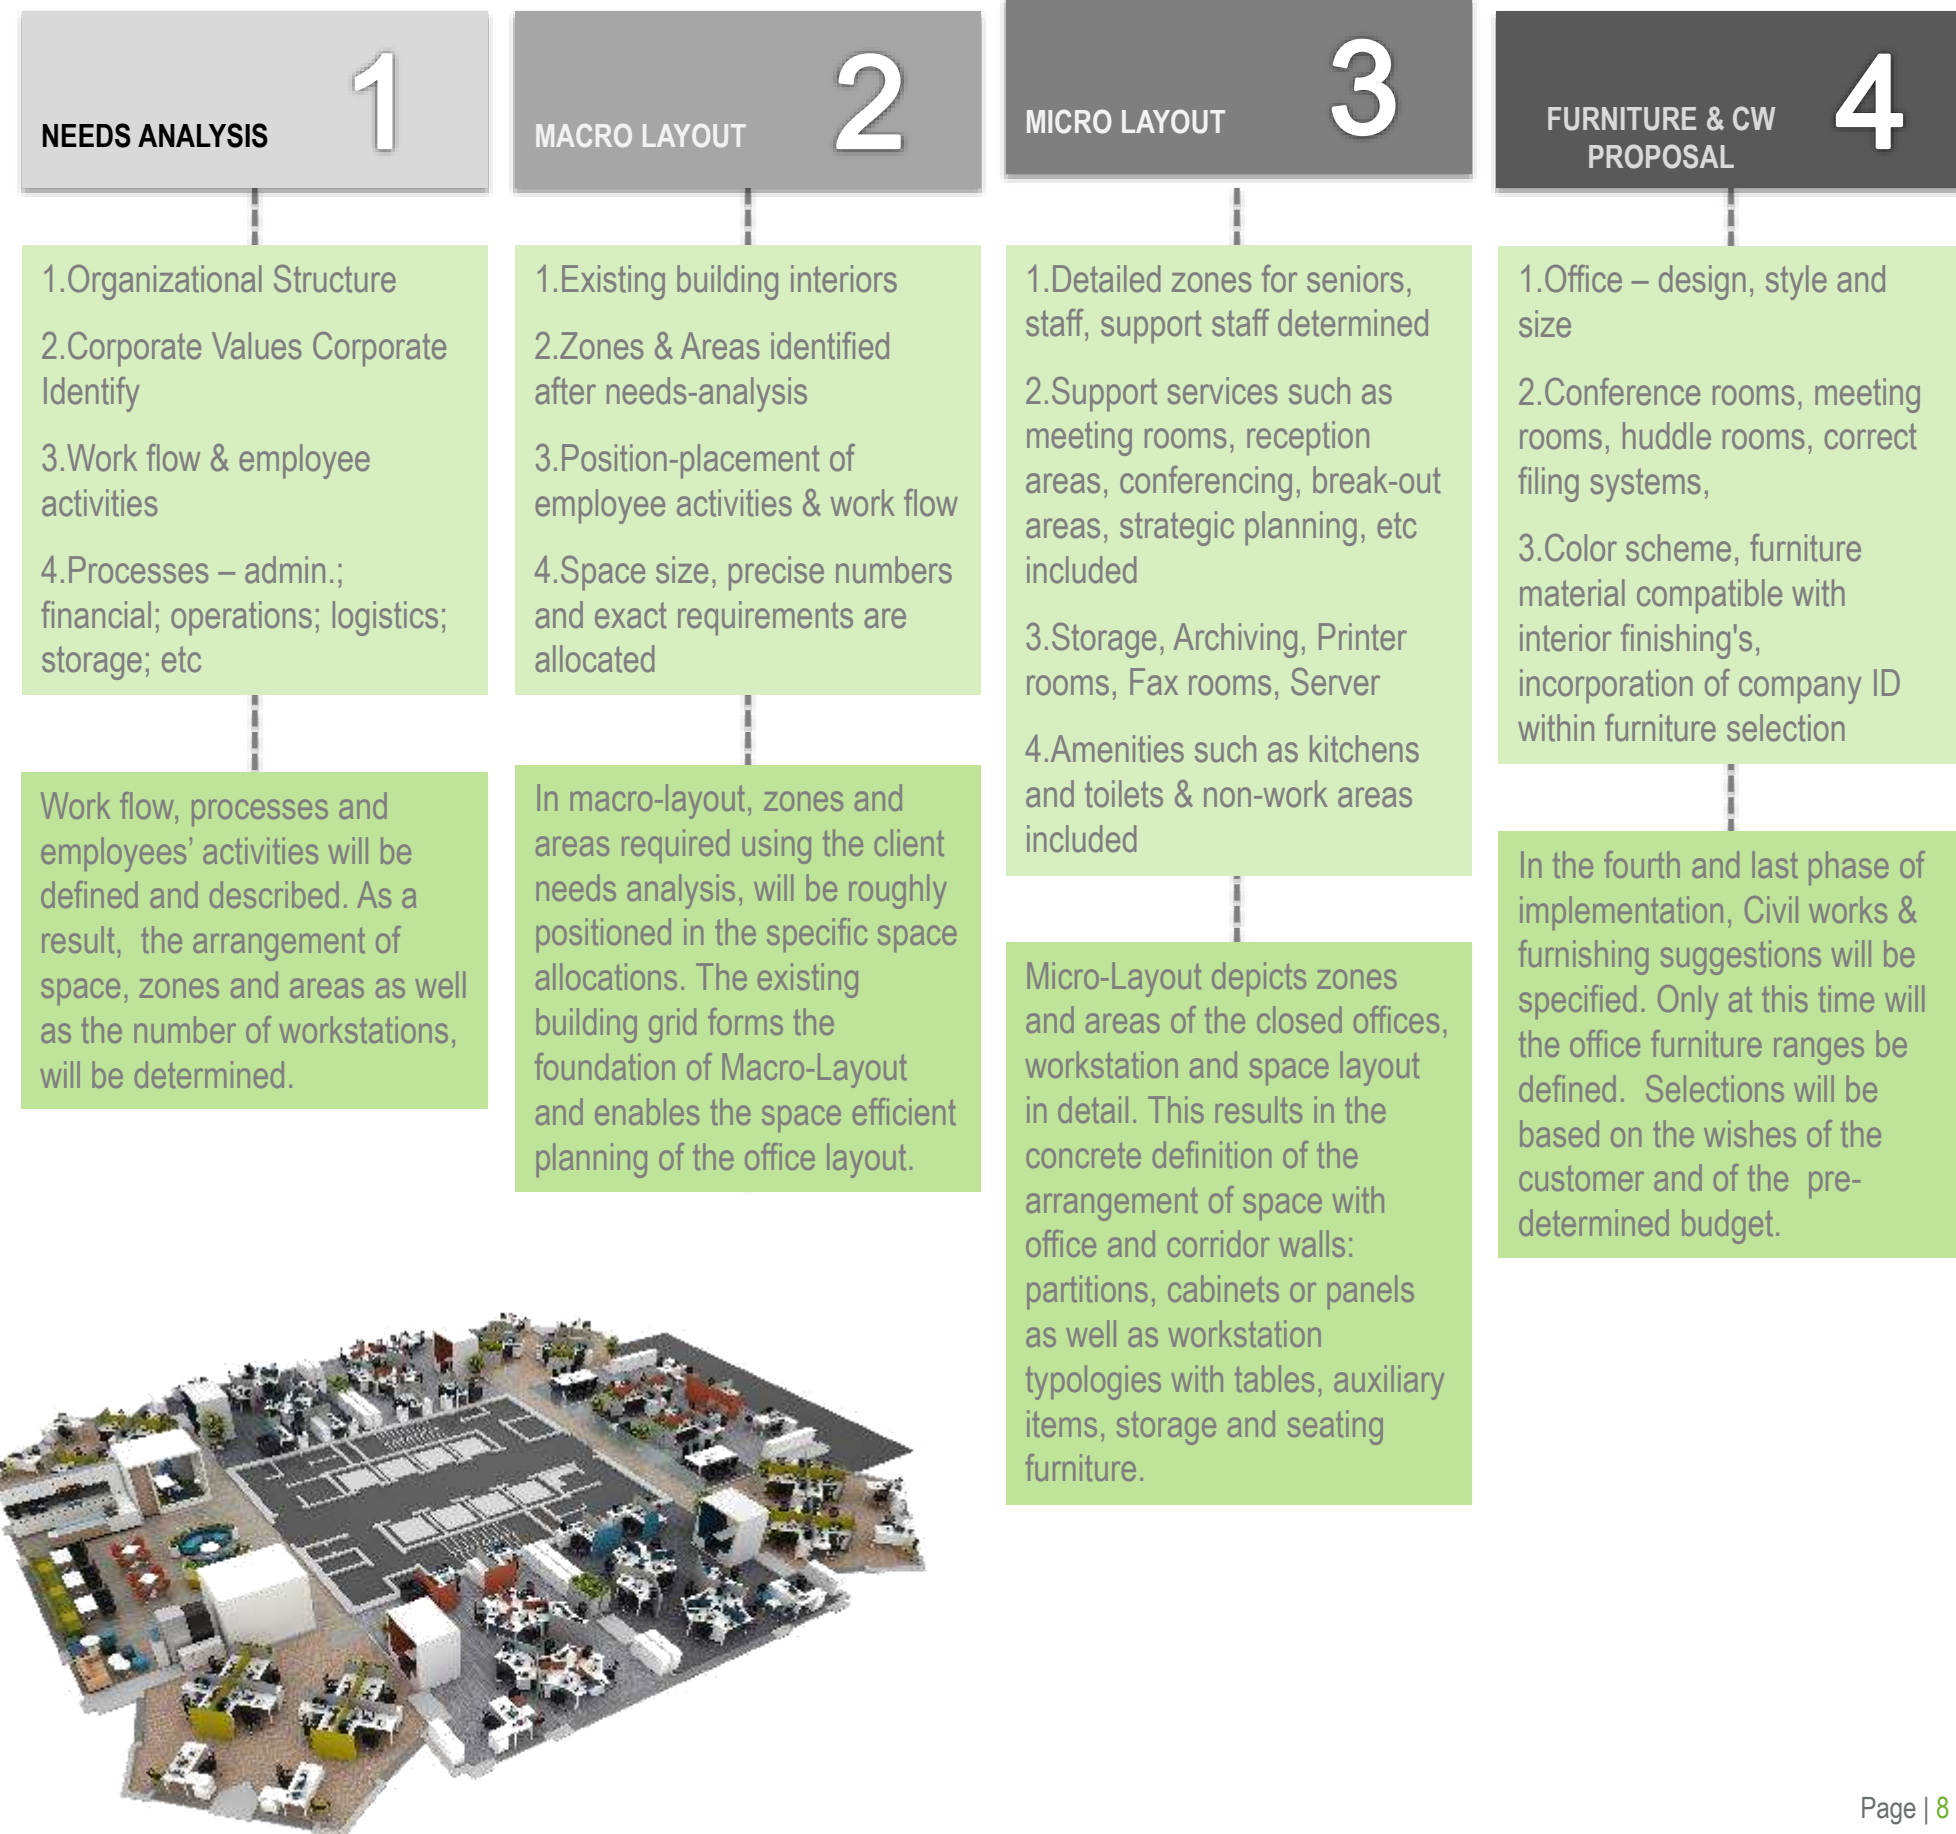 NEEDS ANALYSIS
1
1.Organizational Structure
2.Corporate Values Corporate
Identify
3.Work flow & employee
activities
4.Processes – admin.;
financial; operations; logistics;
storage; etc
Work flow, processes and
employees’ activities will be
defined and described. As a
result,  the arrangement of
space, zones and areas as well
as the number of workstations,
will be determined.
MACRO LAYOUT
2
1.Existing building interiors
2.Zones & Areas identified
after needs-analysis
3.Position-placement of
employee activities & work flow
4.Space size, precise numbers
and exact requirements are
allocated
In macro-layout, zones and
areas required using the client
needs analysis, will be roughly
positioned in the specific space
allocations. The existing
building grid forms the
foundation of Macro-Layout
and enables the space efficient
planning of the office layout.
MICRO LAYOUT
3
1.Detailed zones for seniors,
staff, support staff determined
2.Support services such as
meeting rooms, reception
areas, conferencing, break-out
areas, strategic planning, etc
included
3.Storage, Archiving, Printer
rooms, Fax rooms, Server
4.Amenities such as kitchens
and toilets & non-work areas
included
Micro-Layout depicts zones
and areas of the closed offices,
workstation and space layout
in detail. This results in the
concrete definition of the
arrangement of space with
office and corridor walls:
partitions, cabinets or panels
as well as workstation
typologies with tables, auxiliary
items, storage and seating
furniture.
FURNITURE & CW
PROPOSAL
4
1.Office – design, style and
size
2.Conference rooms, meeting
rooms, huddle rooms, correct
filing systems,
3.Color scheme, furniture
material compatible with
interior finishing's,
incorporation of company ID
within furniture selection
In the fourth and last phase of
implementation, Civil works &
furnishing suggestions will be
specified. Only at this time will
the office furniture ranges be
defined.  Selections will be
based on the wishes of the
customer and of the  pre-
determined budget.
Page | 8